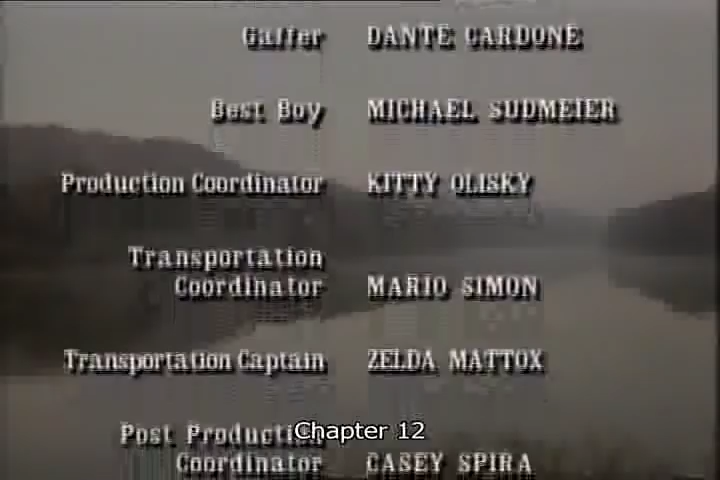 Gaffer DANTE CARDONE
Best Boy MICHAEL SUDMEIER
Production Coordinator KITTY OLISKY
Transportation
Coordinator MARIO SIMON
Transportation Captain ZELDA MATTOX
Post Production
Chapter 12
Coordinator CASEY SPIRA